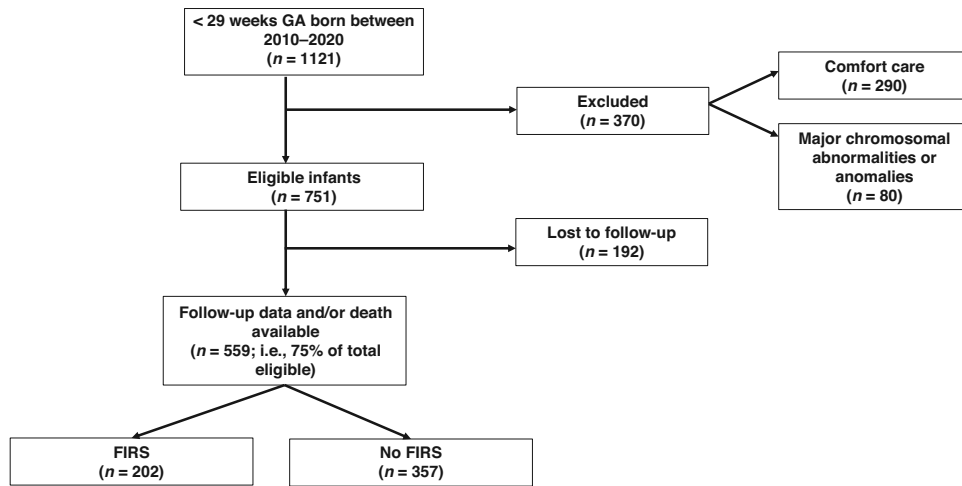 < 29 weeks GA born between
2010–2020
(n = 1121)
Excluded
(n = 370)
Comfort care
(n = 290)
Major chromosomal
abnormalities or
anomalies
(n = 80)
Eligible infants
(n = 751)
Lost to follow-up
(n = 192)
Follow-up data and/or death
available
(n = 559; i.e., 75% of total
eligible)
FIRS
(n = 202)
No FIRS
(n = 357)